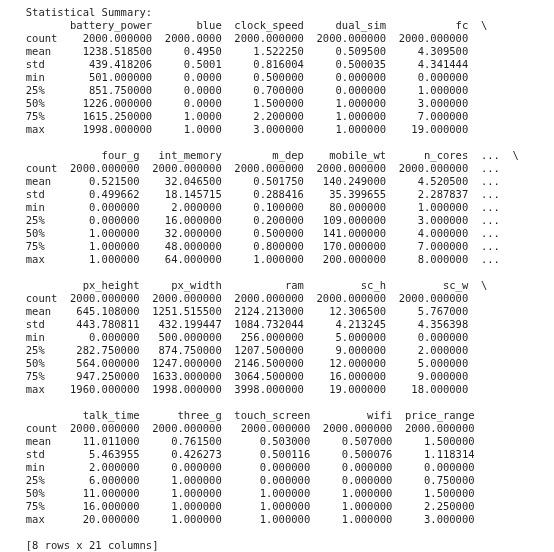 Statistical Summary:
       battery_power       blue  clock_speed     dual_sim           fc  \
count    2000.000000  2000.0000  2000.000000  2000.000000  2000.000000
mean     1238.518500     0.4950     1.522250     0.509500     4.309500
std       439.418206     0.5001     0.816004     0.500035     4.341444
min       501.000000     0.0000     0.500000     0.000000     0.000000
25%       851.750000     0.0000     0.700000     0.000000     1.000000
50%      1226.000000     0.0000     1.500000     1.000000     3.000000
75%      1615.250000     1.0000     2.200000     1.000000     7.000000
max      1998.000000     1.0000     3.000000     1.000000    19.000000
            four_g   int_memory        m_dep    mobile_wt      n_cores  ...  \
count  2000.000000  2000.000000  2000.000000  2000.000000  2000.000000  ...
mean      0.521500    32.046500     0.501750   140.249000     4.520500  ...
std       0.499662    18.145715     0.288416    35.399655     2.287837  ...
min       0.000000     2.000000     0.100000    80.000000     1.000000  ...
25%       0.000000    16.000000     0.200000   109.000000     3.000000  ...
50%       1.000000    32.000000     0.500000   141.000000     4.000000  ...
75%       1.000000    48.000000     0.800000   170.000000     7.000000  ...
max       1.000000    64.000000     1.000000   200.000000     8.000000  ...
         px_height     px_width          ram         sc_h         sc_w  \
count  2000.000000  2000.000000  2000.000000  2000.000000  2000.000000
mean    645.108000  1251.515500  2124.213000    12.306500     5.767000
std     443.780811   432.199447  1084.732044     4.213245     4.356398
min       0.000000   500.000000   256.000000     5.000000     0.000000
25%     282.750000   874.750000  1207.500000     9.000000     2.000000
50%     564.000000  1247.000000  2146.500000    12.000000     5.000000
75%     947.250000  1633.000000  3064.500000    16.000000     9.000000
max    1960.000000  1998.000000  3998.000000    19.000000    18.000000
         talk_time      three_g  touch_screen         wifi  price_range
count  2000.000000  2000.000000   2000.000000  2000.000000  2000.000000
mean     11.011000     0.761500      0.503000     0.507000     1.500000
std       5.463955     0.426273      0.500116     0.500076     1.118314
min       2.000000     0.000000      0.000000     0.000000     0.000000
25%       6.000000     1.000000      0.000000     0.000000     0.750000
50%      11.000000     1.000000      1.000000     1.000000     1.500000
75%      16.000000     1.000000      1.000000     1.000000     2.250000
max      20.000000     1.000000      1.000000     1.000000     3.000000
[8 rows x 21 columns]